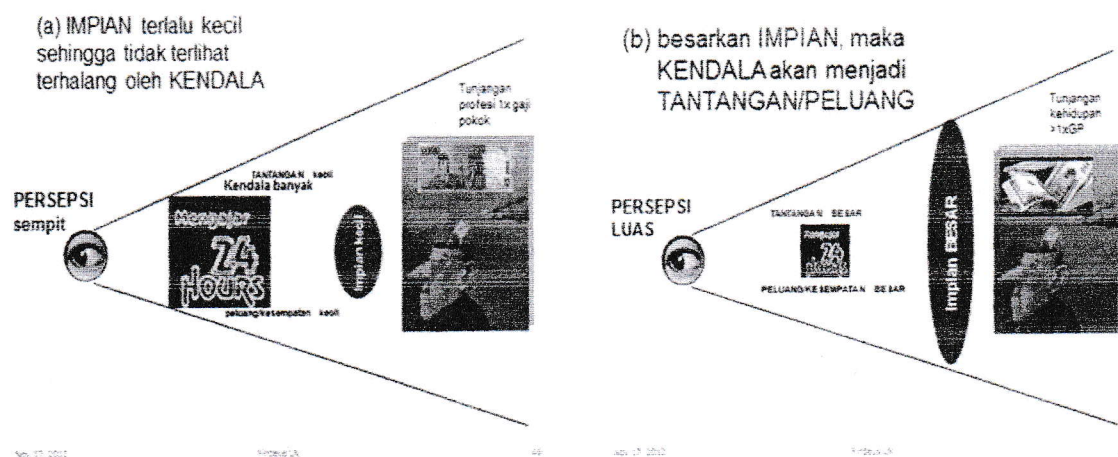 (a) IMPIAN terlalu kecil
sehingga tidak terlihat
terhalang oleh KENDALA
Tunjangan
profesi 1x gaji
pokok
TANTANGAN kecil
Kendala banyak
PERSEPSI
sempit
Mengajar
24
HOURS
Impian kecil
peluang/kesempatan kecil
(b) besarkan IMPIAN, maka
KENDALA akan menjadi
TANTANGAN/PELUANG
Tunjangan
kehidupan
>1xGP
PERSEPSI
LUAS
TANTANGAN BESAR
Mengajar
24
HOURS
Impian BESAR
PELUANG/KESEMPATAN BESAR